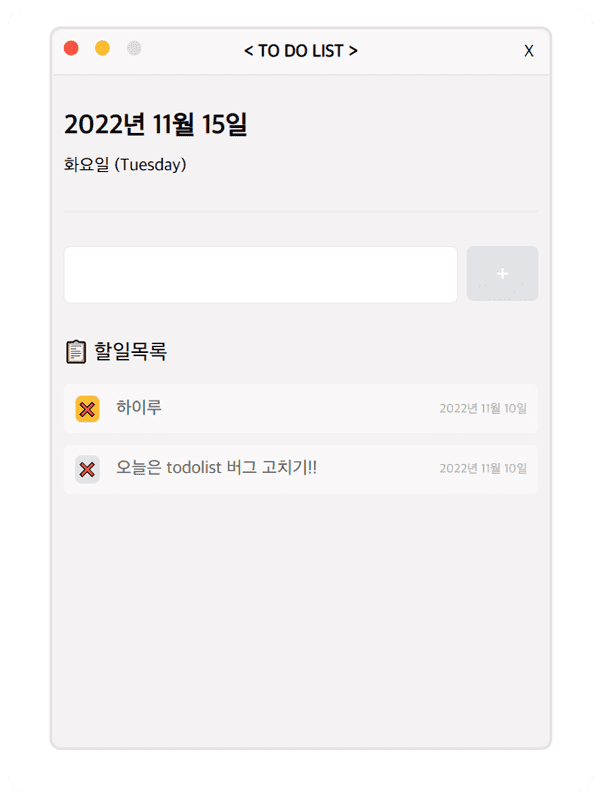 < TO DO LIST >
X
2022년 11월 15일
화요일 (Tuesday)
+
할일목록
하이루
2022년 11월 10일
오늘은 todolist 버그 고치기!!
2022년 11월 10일